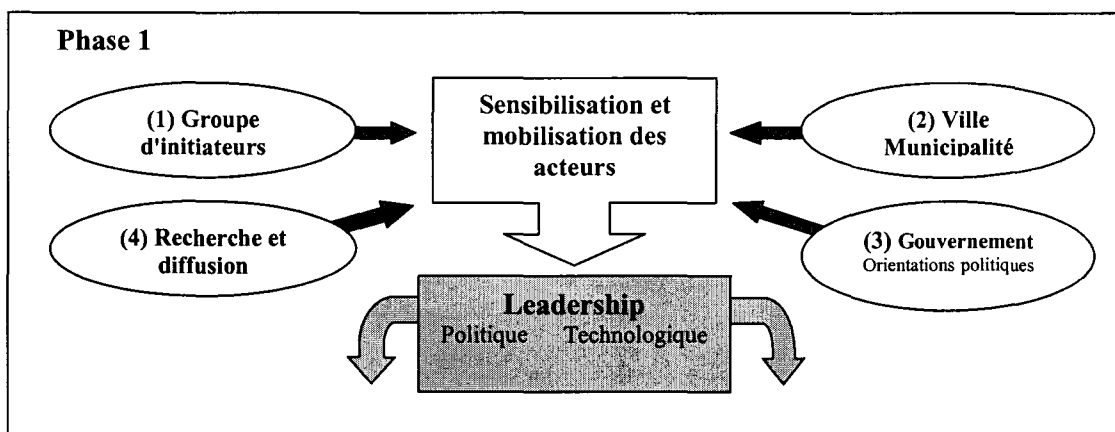 Phase 1
(1) Groupe
d'initiateurs
Sensibilisation et
mobilisation des
acteurs
(2) Ville
Municipalité
(4) Recherche et
diffusion
(3) Gouvernement
Orientations politiques
Leadership
Politique Technologique